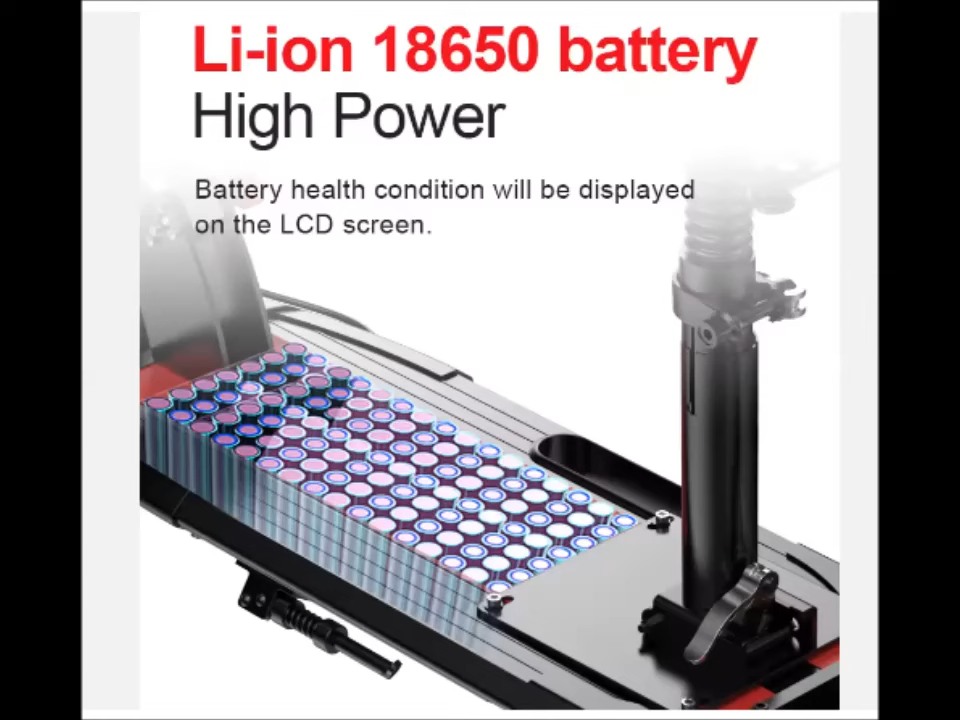 Li-ion 18650 battery
High Power
Battery health condition will be displayed
on the LCD screen.